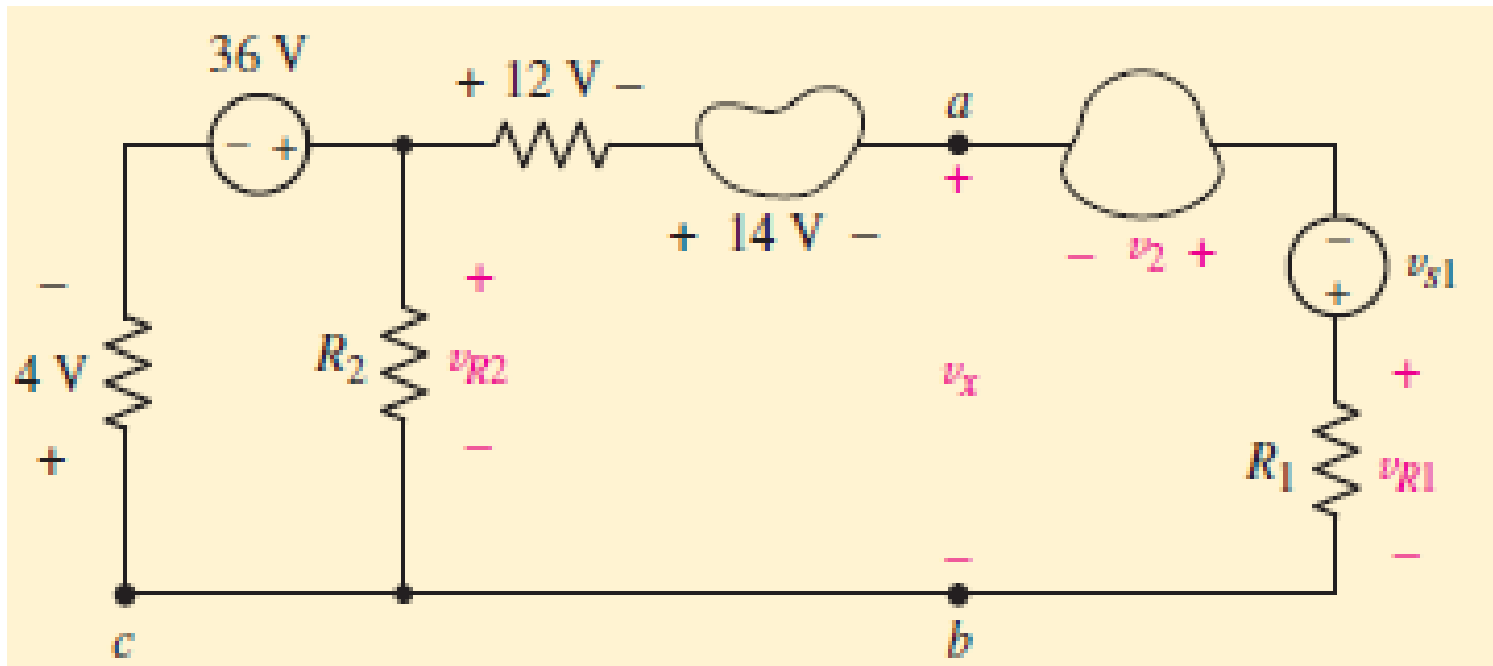 36 V
+ 12 V −
a
− +
+
+ 14 V −
− v2 +
−
+
vs1
−
4 V
+
R2
+
vR2
−
vx
−
+
R1
vR1
−
c
b